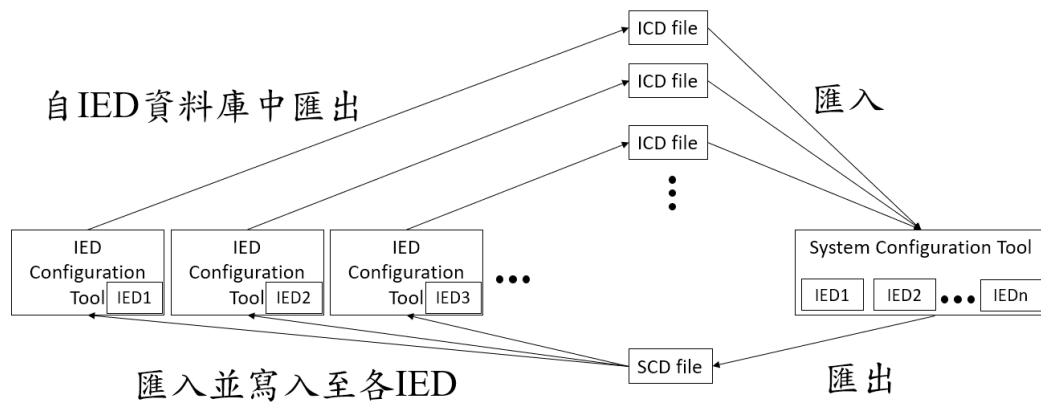 ICD file
ICD file
自IED資料庫中匯出
匯入
ICD file
IED
Configuration
Tool
IED1
IED
Configuration
Tool
IED2
IED
Configuration
Tool
IED3
System Configuration Tool
IED1
IED2
IEDn
SCD file
匯入並寫入至各IED
匯出